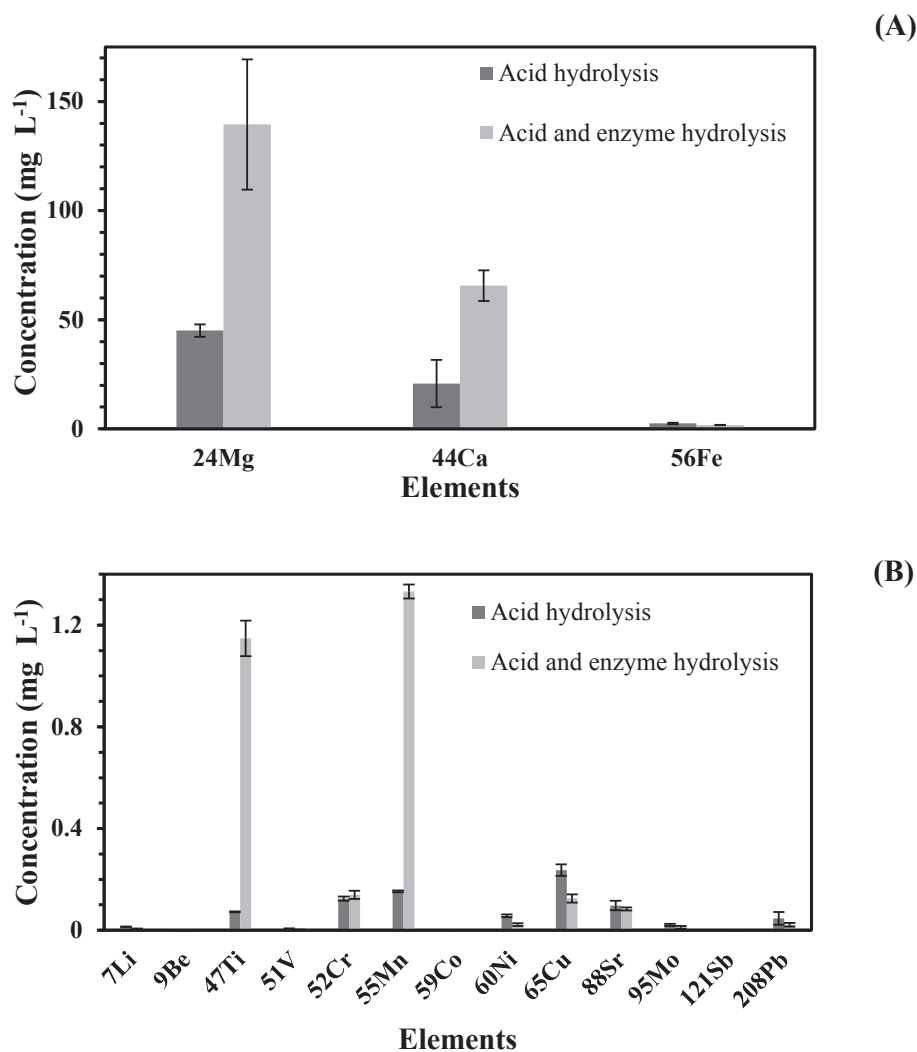 (A)
Acid hydrolysis
Acid and enzyme hydrolysis
Concentration (mg L-1)
150
100
50
0
24Mg 44Ca 56Fe
Elements
(B)
Acid hydrolysis
Acid and enzyme hydrolysis
Concentration (mg L-1)
1.2
0.8
0.4
0
7Li 9Be 47Ti 51V 52Cr 55Mn 59Co 60Ni 65Cu 88Sr 95Mo 121Sb 208Pb
Elements